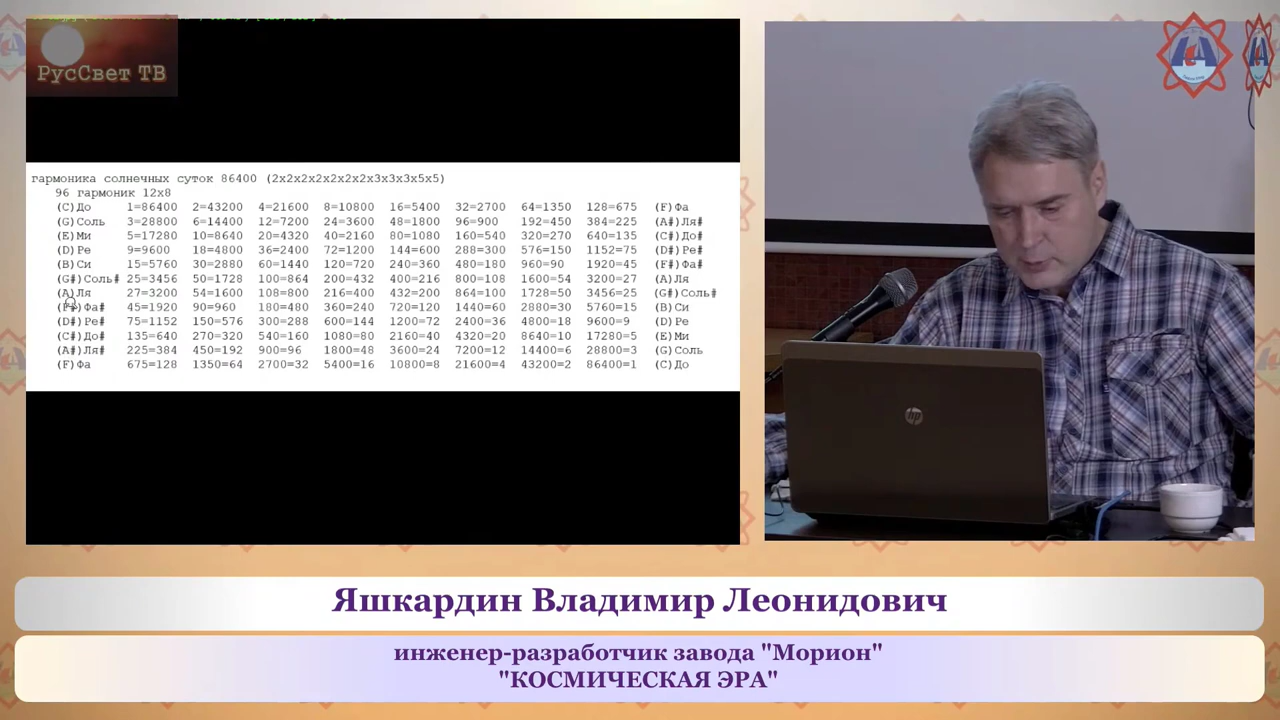 РусСвет ТВ
гармоника солнечных суток 86400 (2x2x2x2x2x2x2x3x3x3x5x5)
96 гармоник 12x8
(C)До 1=86400 2=43200 4=21600 8=10800 16=5400 32=2700 64=1350 128=675 (F)Фа
(G)Соль 3=28800 6=14400 12=7200 24=3600 48=1800 96=900 192=450 384=225 (A#)Ля#
(E)Ми 5=17280 10=8640 20=4320 40=2160 80=1080 160=540 320=270 640=135 (C#)До#
(D)Ре 9=9600 18=4800 36=2400 72=1200 144=600 288=300 576=150 1152=75 (D#)Ре#
(B)Си 15=5760 30=2880 60=1440 120=720 240=360 480=180 960=90 1920=45 (F#)Фа#
(G#)Соль# 25=3456 50=1728 100=864 200=432 400=216 800=108 1600=54 3200=27 (A)Ля
(A)Ля 27=3200 54=1600 108=800 216=400 432=200 864=100 1728=50 3456=25 (G#)Соль#
(F#)Фа# 45=1920 90=960 180=480 360=240 720=120 1440=60 2880=30 5760=15 (B)Си
(D#)Ре# 75=1152 150=576 300=288 600=144 1200=72 2400=36 4800=18 9600=9 (D)Ре
(C#)До# 135=640 270=320 540=160 1080=80 2160=40 4320=20 8640=10 17280=5 (E)Ми
(A#)Ля# 225=384 450=192 900=96 1800=48 3600=24 7200=12 14400=6 28800=3 (G)Соль
(F)Фа 675=128 1350=64 2700=32 5400=16 10800=8 21600=4 43200=2 86400=1 (C)До
hp
Яшкардин Владимир Леонидович
инженер-разработчик завода "Морион"
"КОСМИЧЕСКАЯ ЭРА"